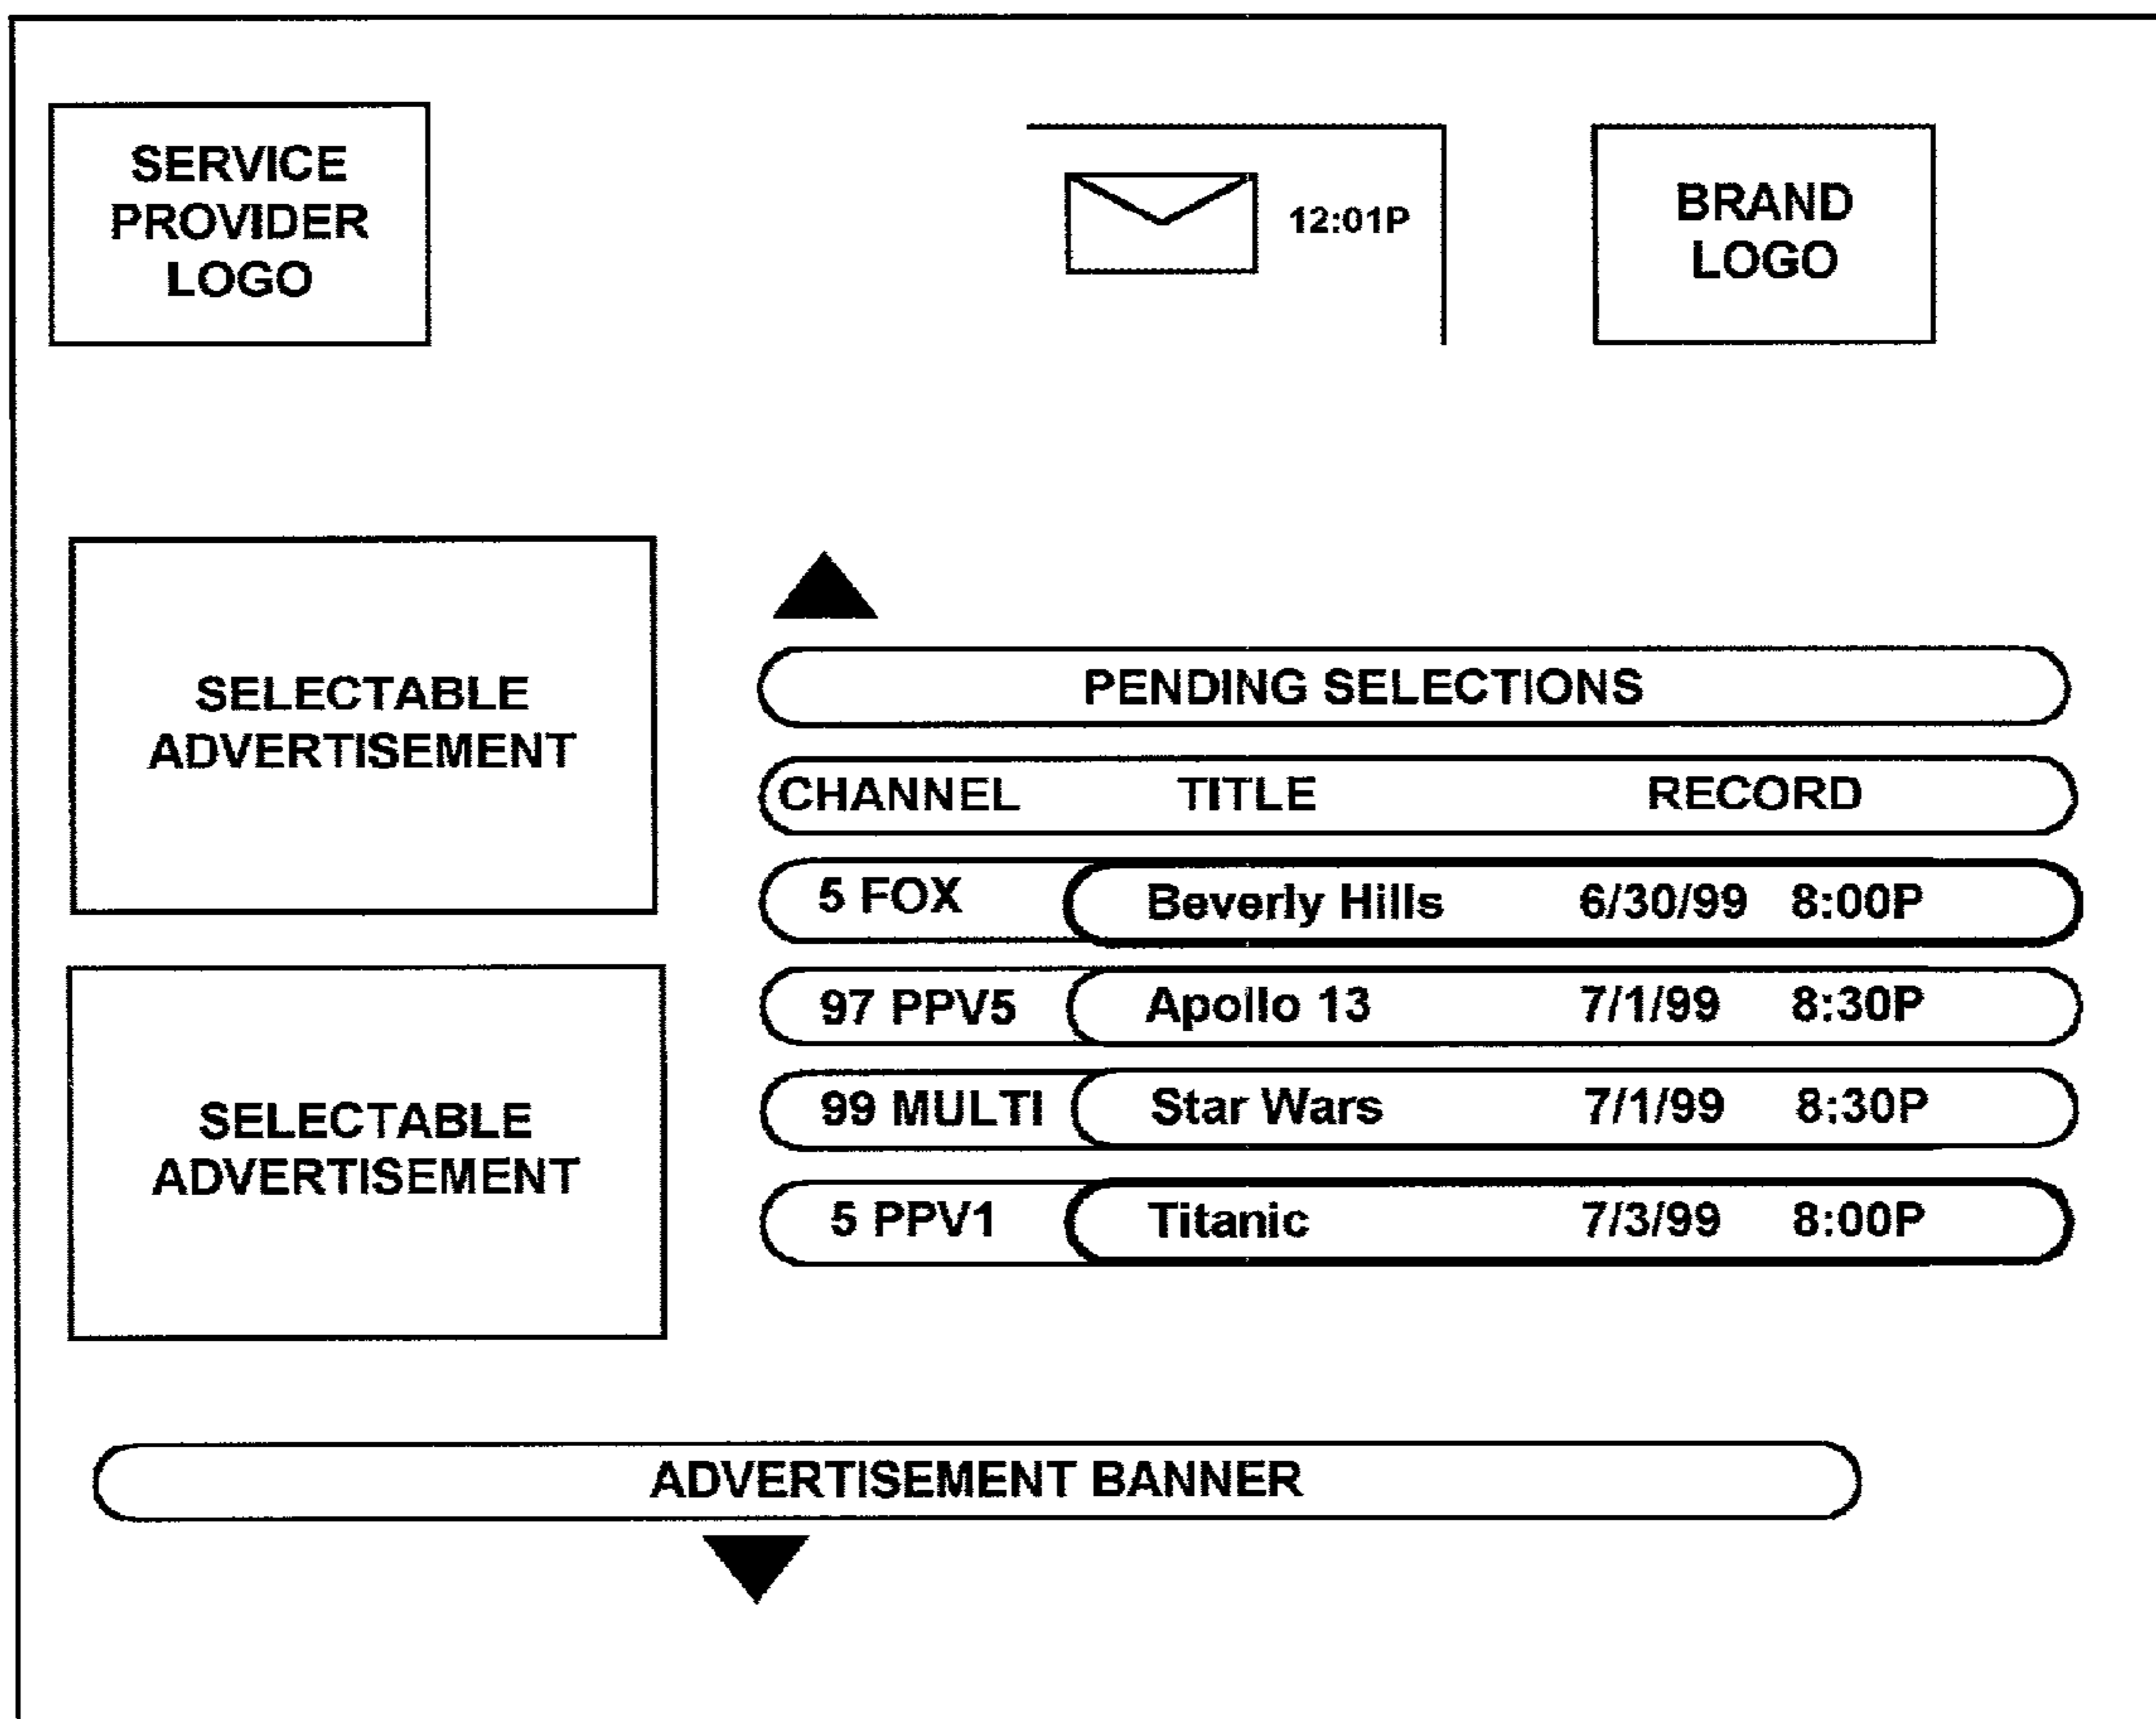 SERVICE
PROVIDER
LOGO
12:01P
BRAND
LOGO
SELECTABLE
ADVERTISEMENT
PENDING SELECTIONS
CHANNEL TITLE RECORD
5 FOX Beverly Hills 6/30/99 8:00P
97 PPV5 Apollo 13 7/1/99 8:30P
99 MULTI Star Wars 7/1/99 8:30P
5 PPV1 Titanic 7/3/99 8:00P
SELECTABLE
ADVERTISEMENT
ADVERTISEMENT BANNER